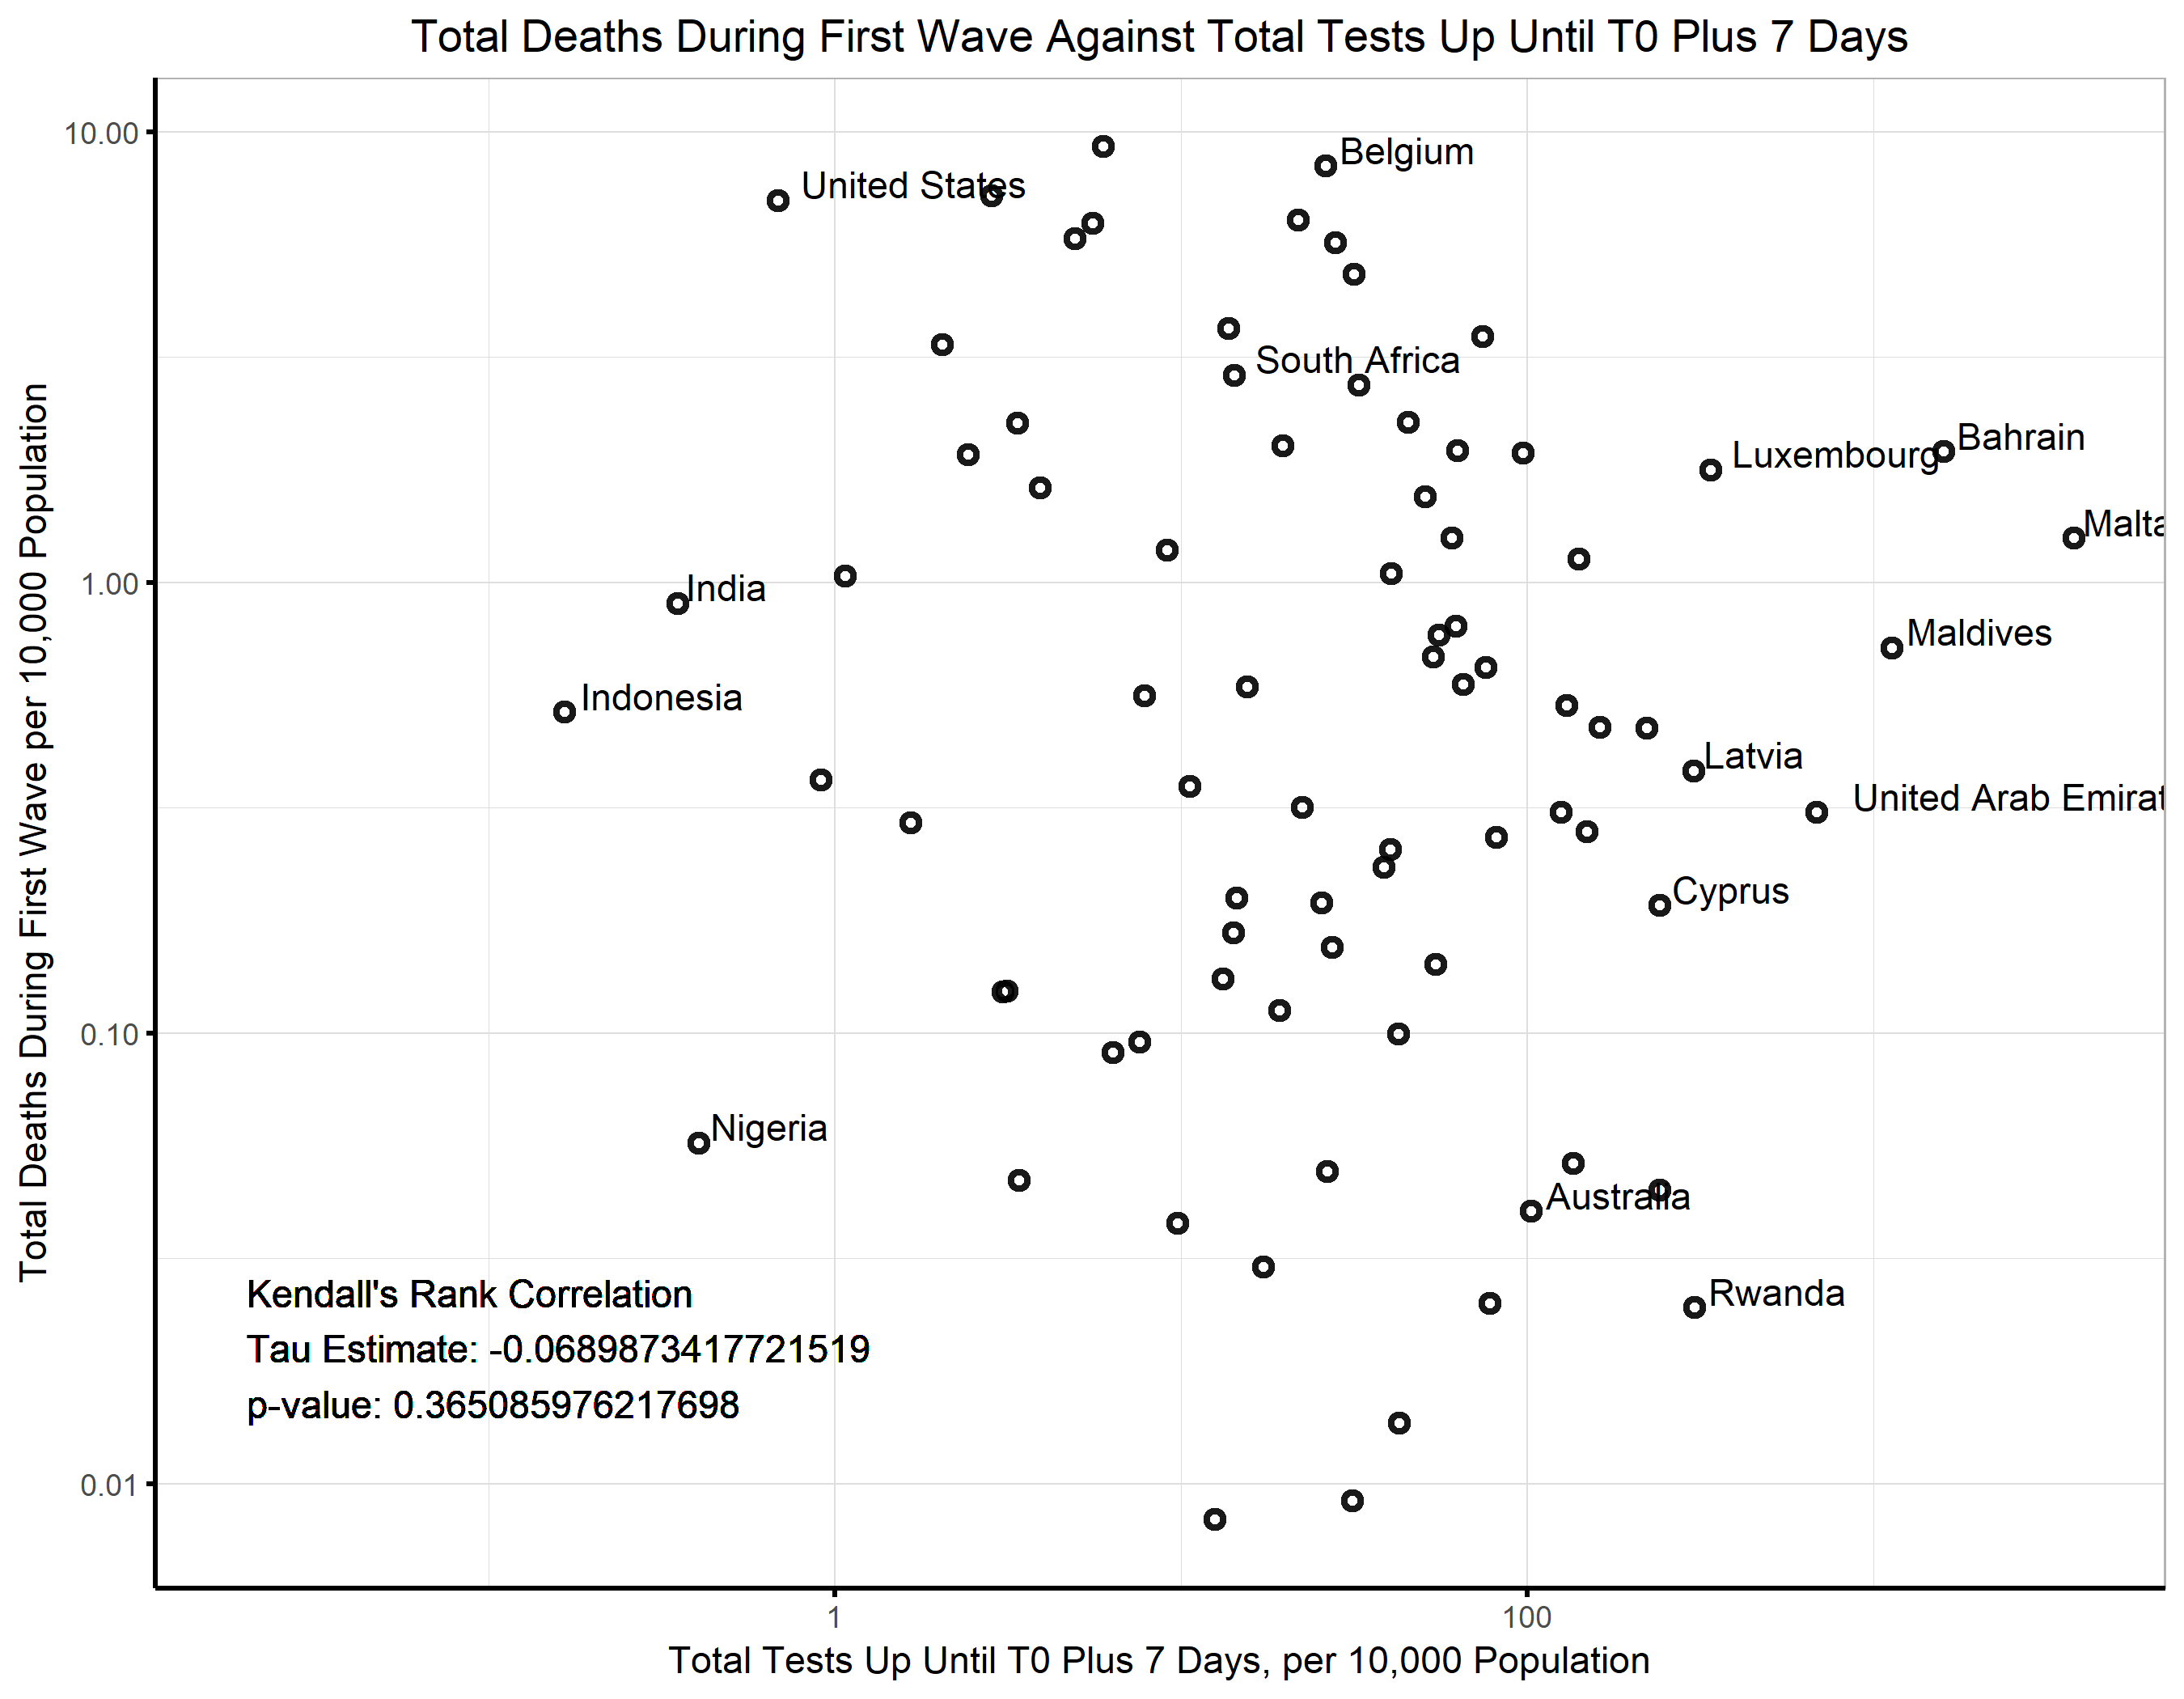 Total Deaths During First Wave Against Total Tests Up Until T0 Plus 7 Days
Total Deaths During First Wave per 10,000 Population
10.00
1.00
0.10
0.01
Belgium
United States
South Africa
Bahrain
Luxembourg
Malta
India
Maldives
Indonesia
Latvia
United Arab Emirat
Cyprus
Nigeria
Australia
Rwanda
Kendall's Rank Correlation
Tau Estimate: -0.0689873417721519
p-value: 0.365085976217698
1
100
Total Tests Up Until T0 Plus 7 Days, per 10,000 Population